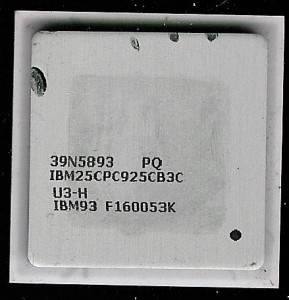 39N5893 PQ
IBM25CPC925CB3C
U3-H
IBM93 F160053K